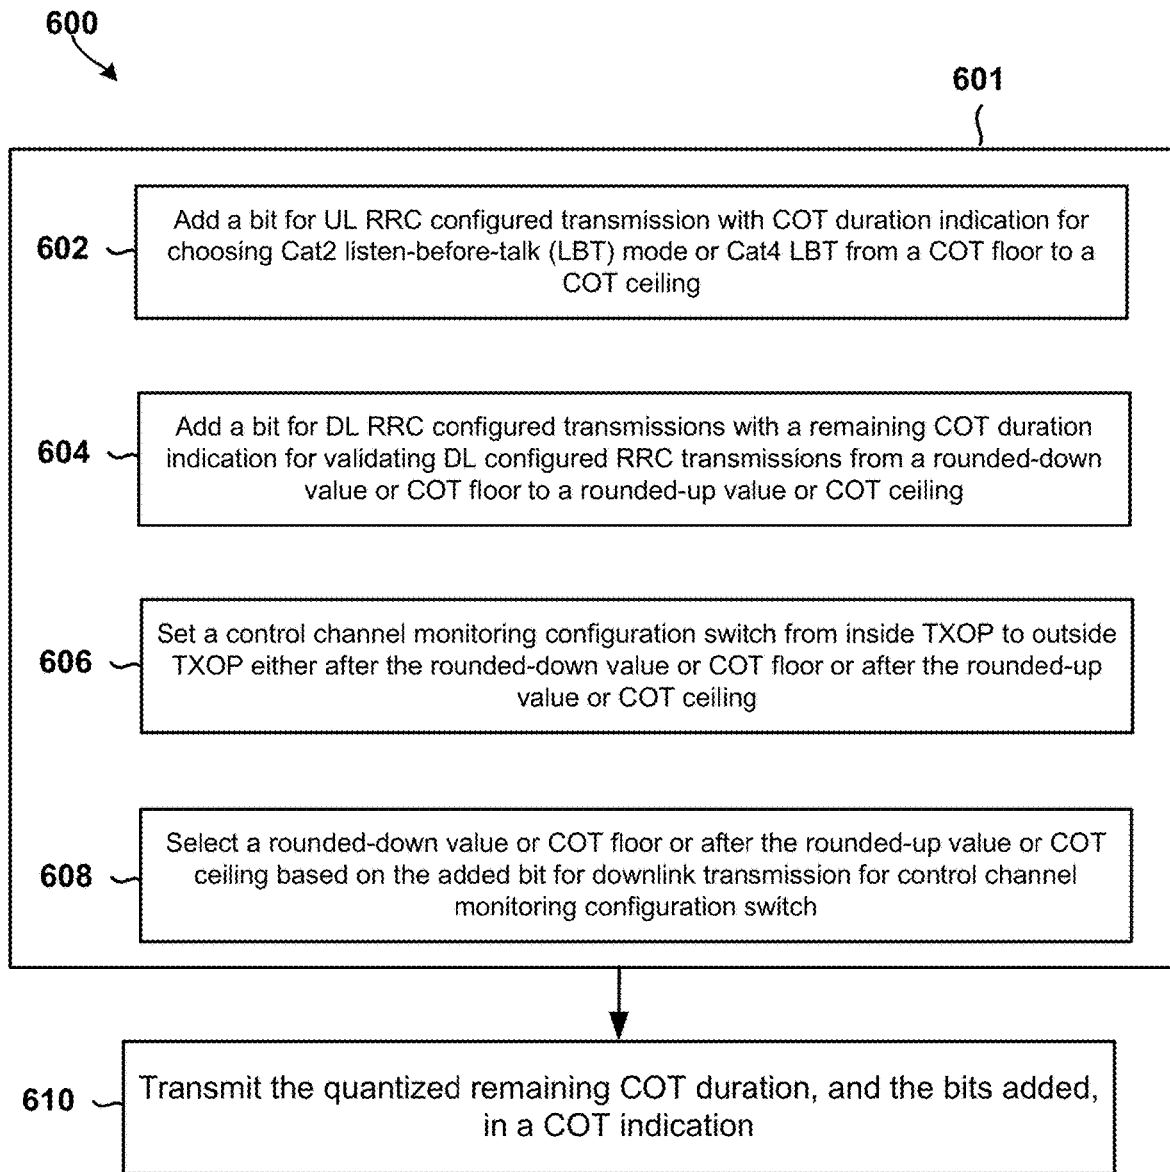 600
601
602
Add a bit for UL RRC configured transmission with COT duration indication for
choosing Cat2 listen-before-talk (LBT) mode or Cat4 LBT from a COT floor to a
COT ceiling
604
Add a bit for DL RRC configured transmissions with a remaining COT duration
indication for validating DL configured RRC transmissions from a rounded-down
value or COT floor to a rounded-up value or COT ceiling
606
Set a control channel monitoring configuration switch from inside TXOP to outside
TXOP either after the rounded-down value or COT floor or after the rounded-up
value or COT ceiling
608
Select a rounded-down value or COT floor or after the rounded-up value or COT
ceiling based on the added bit for downlink transmission for control channel
monitoring configuration switch
610
Transmit the quantized remaining COT duration, and the bits added,
in a COT indication